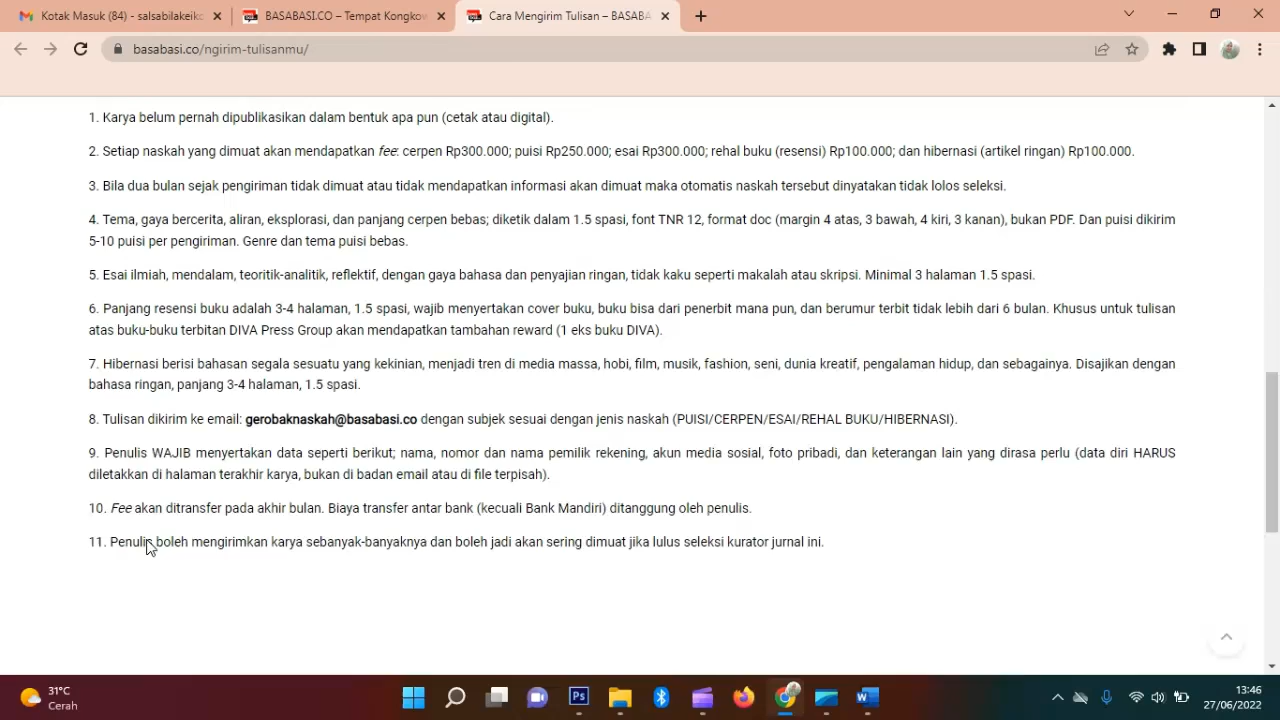 Kotak Masuk (84) - salsabilakeik
BASABASI.CO – Tempat Kongkow
Cara Mengirim Tulisan – BASABA
basabasi.co/ngirim-tulisanmu/
1. Karya belum pernah dipublikasikan dalam bentuk apa pun (cetak atau digital).
2. Setiap naskah yang dimuat akan mendapatkan fee: cerpen Rp300.000; puisi Rp250.000; esai Rp300.000; rehal buku (resensi) Rp100.000; dan hibernasi (artikel ringan) Rp100.000.
3. Bila dua bulan sejak pengiriman tidak dimuat atau tidak mendapatkan informasi akan dimuat maka otomatis naskah tersebut dinyatakan tidak lolos seleksi.
4. Tema, gaya bercerita, aliran, eksplorasi, dan panjang cerpen bebas; diketik dalam 1.5 spasi, font TNR 12, format doc (margin 4 atas, 3 bawah, 4 kiri, 3 kanan), bukan PDF. Dan puisi dikirim
5-10 puisi per pengiriman. Genre dan tema puisi bebas.
5. Esai ilmiah, mendalam, teoritik-analitik, reflektif, dengan gaya bahasa dan penyajian ringan, tidak kaku seperti makalah atau skripsi. Minimal 3 halaman 1.5 spasi.
6. Panjang resensi buku adalah 3-4 halaman, 1.5 spasi, wajib menyertakan cover buku, buku bisa dari penerbit mana pun, dan berumur terbit tidak lebih dari 6 bulan. Khusus untuk tulisan
atas buku-buku terbitan DIVA Press Group akan mendapatkan tambahan reward (1 eks buku DIVA).
7. Hibernasi berisi bahasan segala sesuatu yang kekinian, menjadi tren di media massa, hobi, film, musik, fashion, seni, dunia kreatif, pengalaman hidup, dan sebagainya. Disajikan dengan
bahasa ringan, panjang 3-4 halaman, 1.5 spasi.
8. Tulisan dikirim ke email: gerobaknaskah@basabasi.co dengan subjek sesuai dengan jenis naskah (PUISI/CERPEN/ESAI/REHAL BUKU/HIBERNASI).
9. Penulis WAJIB menyertakan data seperti berikut; nama, nomor dan nama pemilik rekening, akun media sosial, foto pribadi, dan keterangan lain yang dirasa perlu (data diri HARUS
diletakkan di halaman terakhir karya, bukan di badan email atau di file terpisah).
10. Fee akan ditransfer pada akhir bulan. Biaya transfer antar bank (kecuali Bank Mandiri) ditanggung oleh penulis.
11. Penulis boleh mengirimkan karya sebanyak-banyaknya dan boleh jadi akan sering dimuat jika lulus seleksi kurator jurnal ini.
31°C
Cerah
Ps
W
13:46
27/06/2022